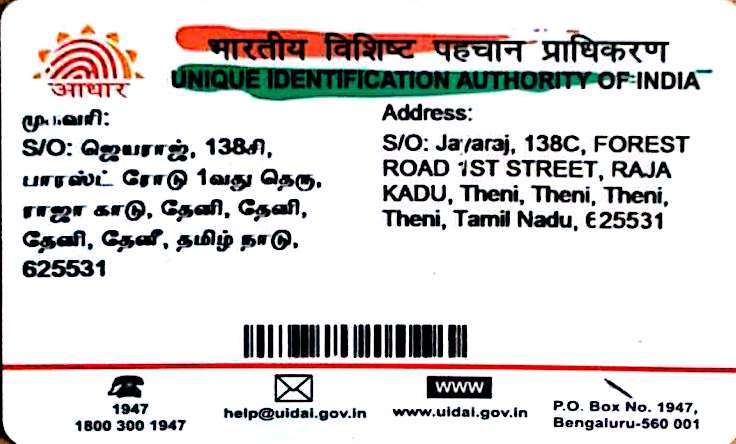 भारतीय विशिष्ट पहचान प्राधिकरण
UNIQUE IDENTIFICATION AUTHORITY OF INDIA
आधार
முகவரி:
S/O: ஜெயராஜ், 138சி,
பாரஸ்ட் ரோடு 1வது தெரு,
ராஜா காடு, தேனி, தேனி,
தேனி, தேனீ, தமிழ் நாடு,
625531
Address:
S/O: Jayaraj, 138C, FOREST
ROAD 1ST STREET, RAJA
KADU, Theni, Theni, Theni,
Theni, Tamil Nadu, 625531
1947
1800 300 1947
help@uidai.gov.in
www
www.uidai.gov.in
P.O. Box No. 1947,
Bengaluru-560 001